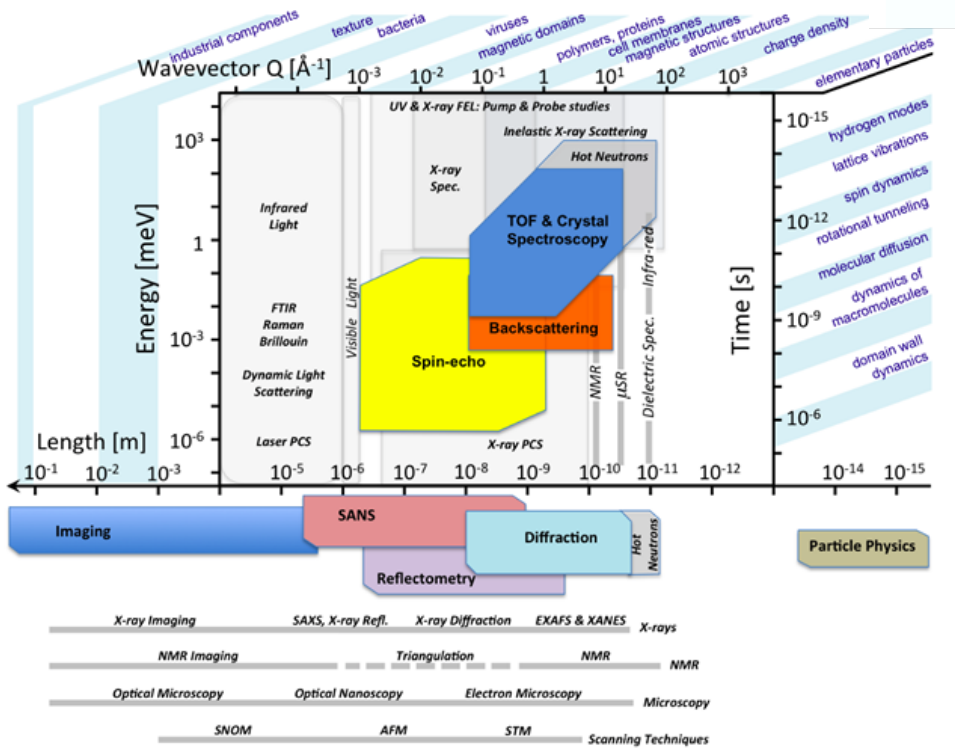 industrial components
texture
bacteria
viruses
magnetic domains
polymers, proteins
cell membranes
magnetic structures
atomic structures
charge density
elementary particles
Wavevector Q [Å⁻¹]
10⁻³ 10⁻² 10⁻¹ 1 10¹ 10² 10³
UV & X-ray FEL: Pump & Probe studies
Inelastic X-ray Scattering
Hot Neutrons
X-ray
Spec.
Infrared
Light
TOF & Crystal
Spectroscopy
Energy [meV]
10³
1
10⁻³
10⁻⁶
FTIR
Raman
Brillouin
Dynamic Light
Scattering
Laser PCS
Visible Light
Spin-echo
Backscattering
X-ray PCS
NMR
μSR
Dielectric Spec. Infra-red
Time [s]
10⁻¹⁵
10⁻¹²
10⁻⁹
10⁻⁶
hydrogen modes
lattice vibrations
spin dynamics
rotational tunneling
molecular diffusion
dynamics of
macromolecules
domain wall
dynamics
Length [m]
10⁻¹ 10⁻² 10⁻³ 10⁻⁵ 10⁻⁶ 10⁻⁷ 10⁻⁸ 10⁻⁹ 10⁻¹⁰ 10⁻¹¹ 10⁻¹² 10⁻¹⁴ 10⁻¹⁵
Imaging
SANS
Reflectometry
Diffraction
Hot
Neutrons
Particle Physics
X-ray Imaging SAXS, X-ray Refl. X-ray Diffraction EXAFS & XANES X-rays
NMR Imaging Triangulation NMR NMR
Optical Microscopy Optical Nanoscopy Electron Microscopy Microscopy
SNOM AFM STM Scanning Techniques